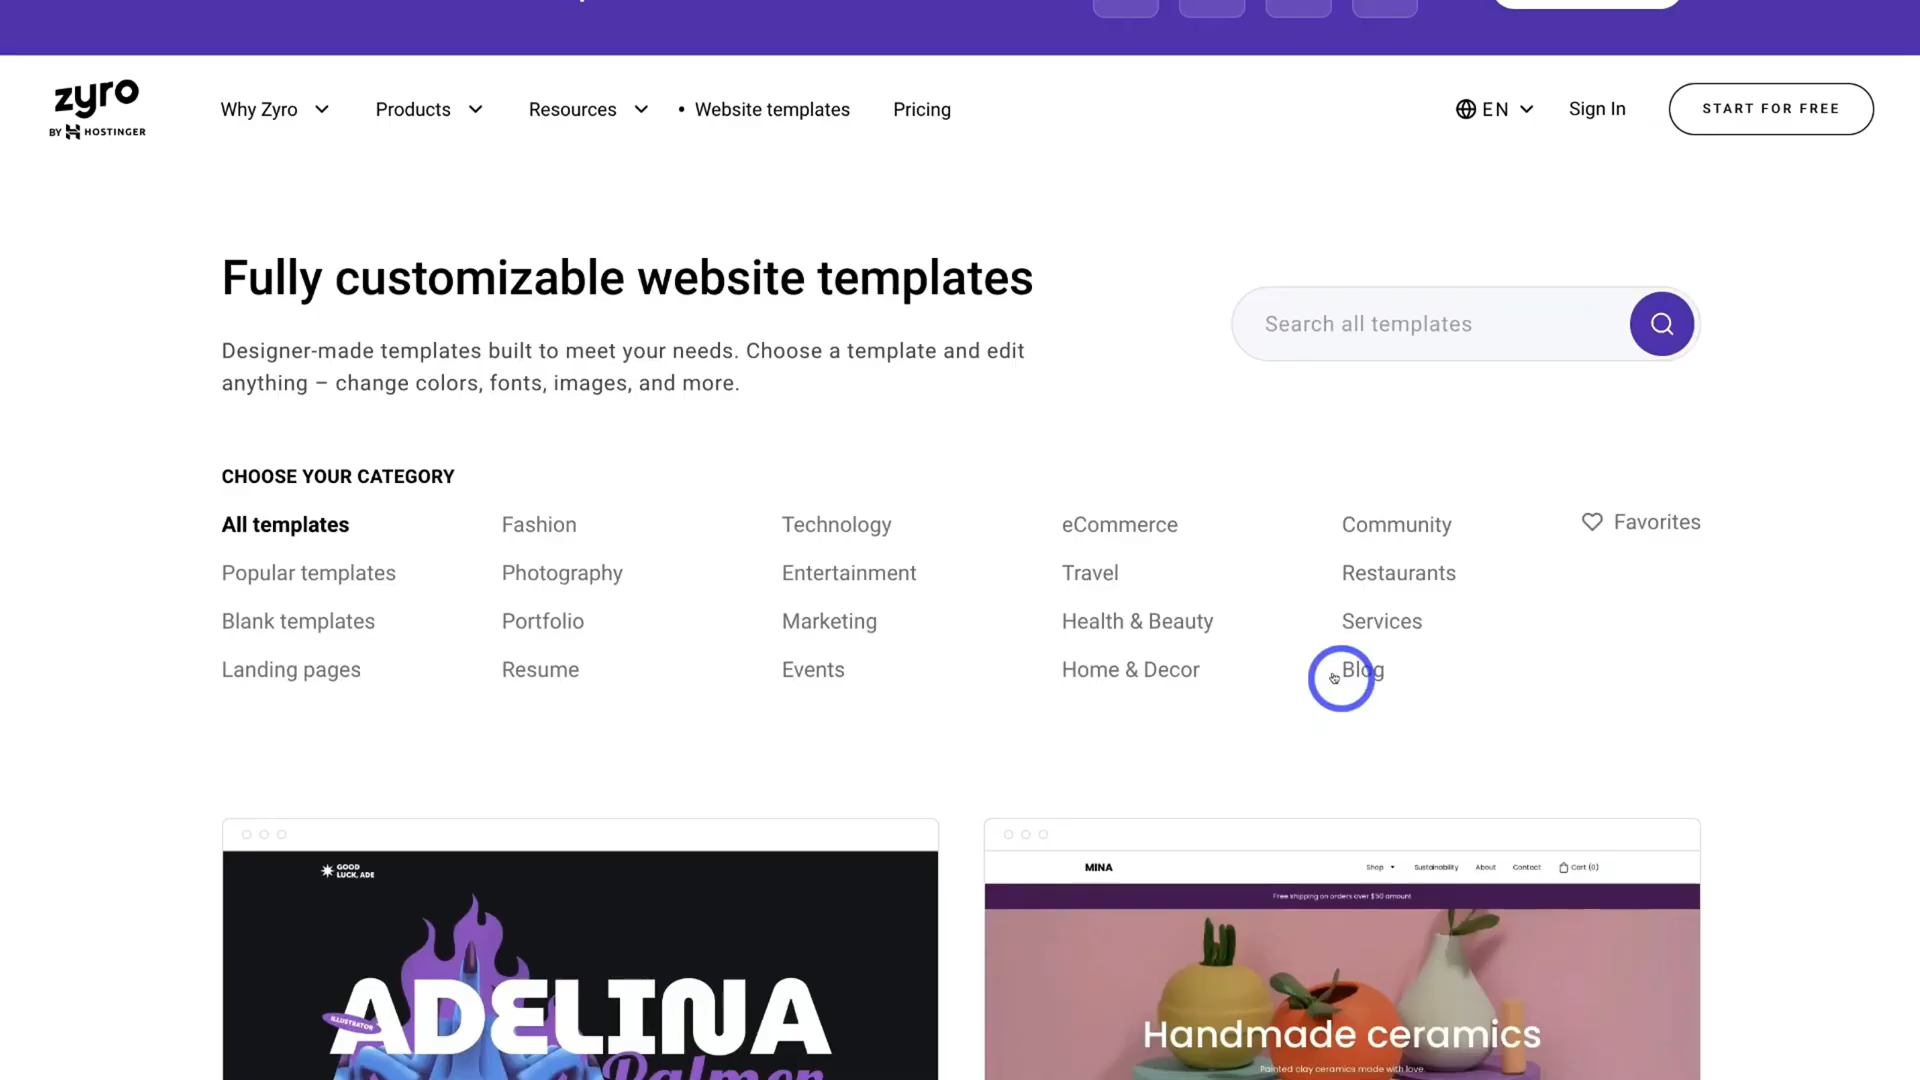 zyro
BY HOSTINGER
Why Zyro
Products
Resources
• Website templates
Pricing
EN
Sign In
START FOR FREE
Fully customizable website templates
Designer-made templates built to meet your needs. Choose a template and edit
anything – change colors, fonts, images, and more.
Search all templates
CHOOSE YOUR CATEGORY
All templates
Fashion
Technology
eCommerce
Community
Favorites
Popular templates
Photography
Entertainment
Travel
Restaurants
Blank templates
Portfolio
Marketing
Health & Beauty
Services
Landing pages
Resume
Events
Home & Decor
Blog
GOOD
LUCK, ADE
ILLUSTRATOR
ADELINA
Palmer
MINA
Shop
Sustainability
About
Contact
Cart (0)
Free shipping on orders over $50 amount
Handmade ceramics
Painted clay ceramics made with love.